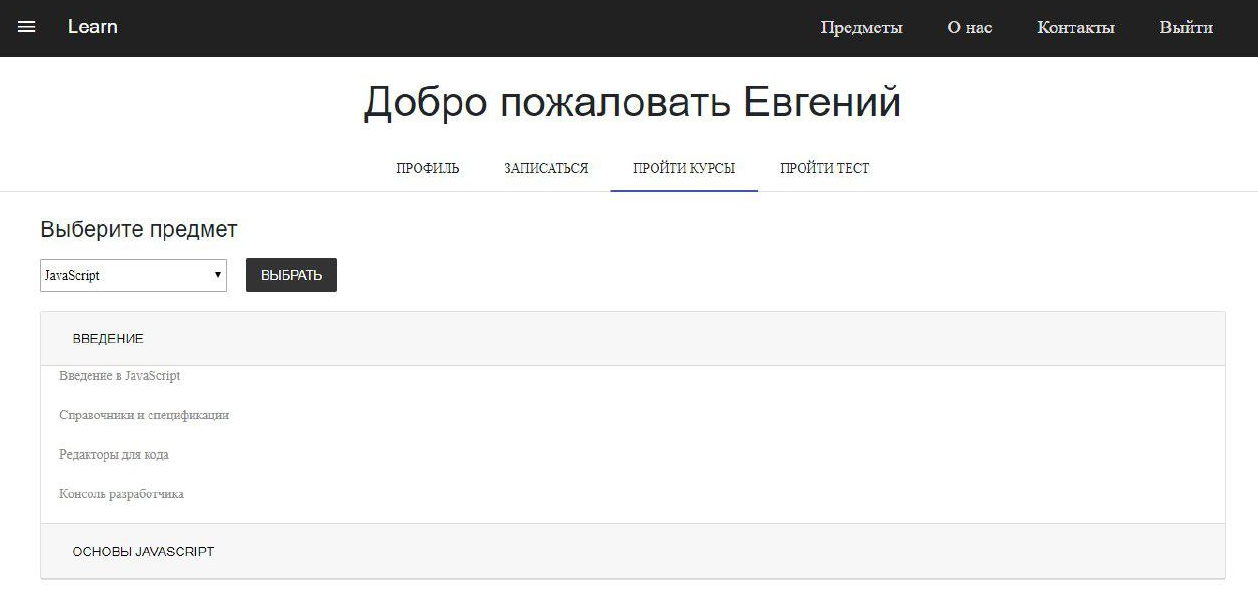 Learn Предметы О нас Контакты Выйти
Добро пожаловать Евгений
ПРОФИЛЬ ЗАПИСАТЬСЯ ПРОЙТИ КУРСЫ ПРОЙТИ ТЕСТ
Выберите предмет
JavaScript ВЫБРАТЬ
ВВЕДЕНИЕ
Введение в JavaScript
Справочники и спецификации
Редакторы для кода
Консоль разработчика
ОСНОВЫ JAVASCRIPT